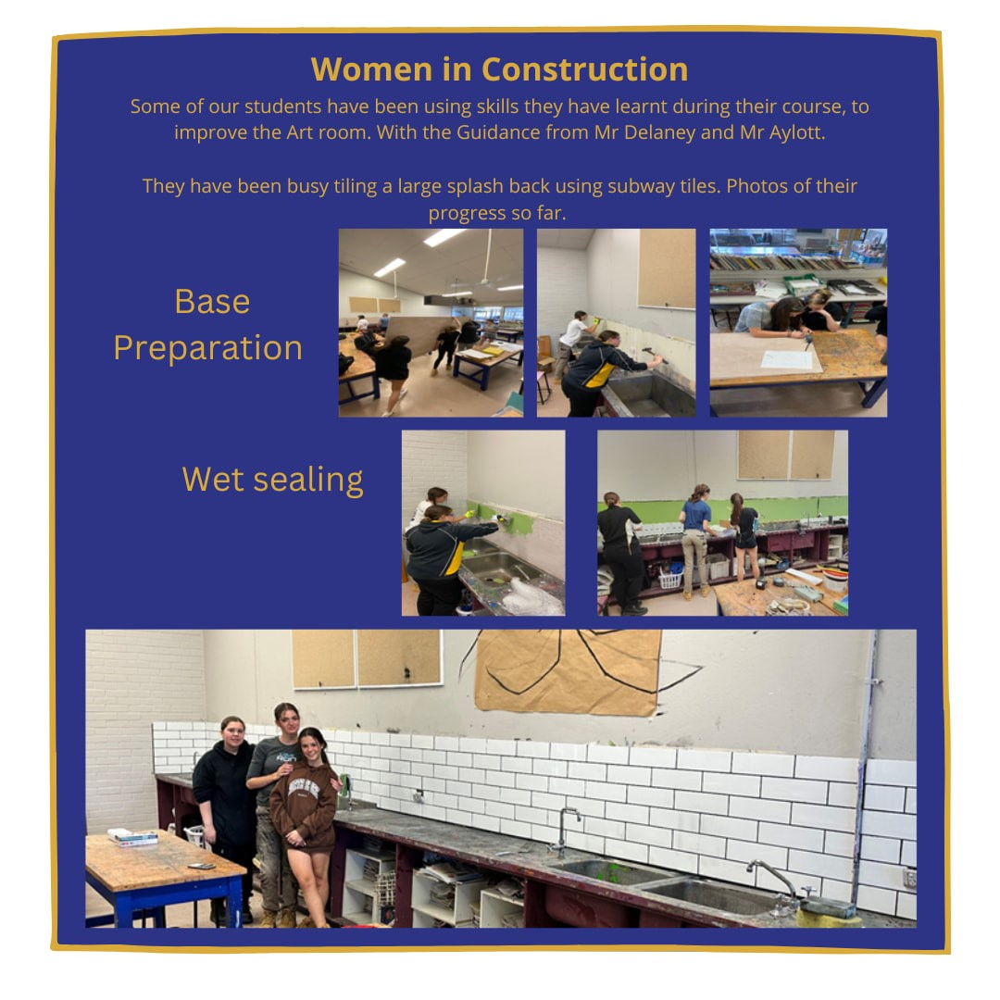 Women in Construction
Some of our students have been using skills they have learnt during their course, to
improve the Art room. With the Guidance from Mr Delaney and Mr Aylott.
They have been busy tiling a large splash back using subway tiles. Photos of their
progress so far.
Base
Preparation
Wet sealing